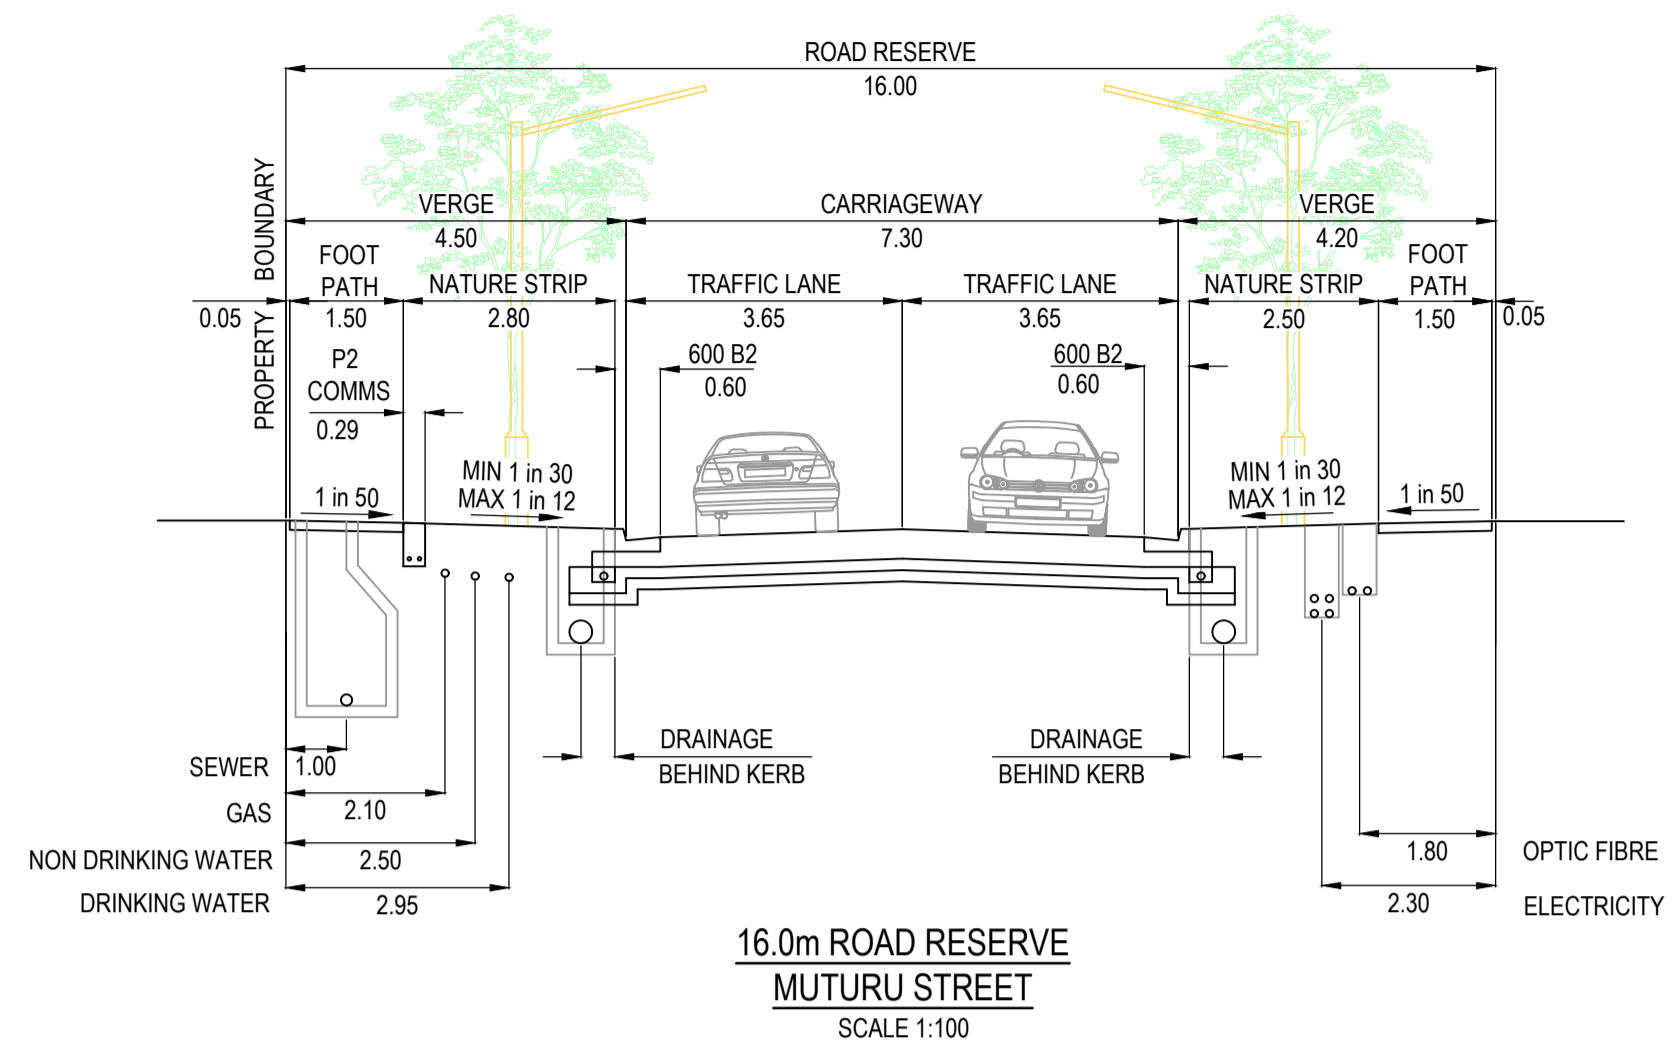 ROAD RESERVE
16.00
PROPERTY BOUNDARY
VERGE
4.50
CARRIAGEWAY
7.30
VERGE
4.20
0.05
FOOT
PATH
1.50
NATURE STRIP
2.80
TRAFFIC LANE
3.65
TRAFFIC LANE
3.65
NATURE STRIP
2.50
FOOT
PATH
1.50
0.05
P2
COMMS
0.29
600 B2
0.60
600 B2
0.60
1 in 50
MIN 1 in 30
MAX 1 in 12
MIN 1 in 30
MAX 1 in 12
1 in 50
DRAINAGE
BEHIND KERB
DRAINAGE
BEHIND KERB
SEWER
1.00
GAS
2.10
NON DRINKING WATER
2.50
DRINKING WATER
2.95
1.80
OPTIC FIBRE
2.30
ELECTRICITY
16.0m ROAD RESERVE
MUTURU STREET
SCALE 1:100